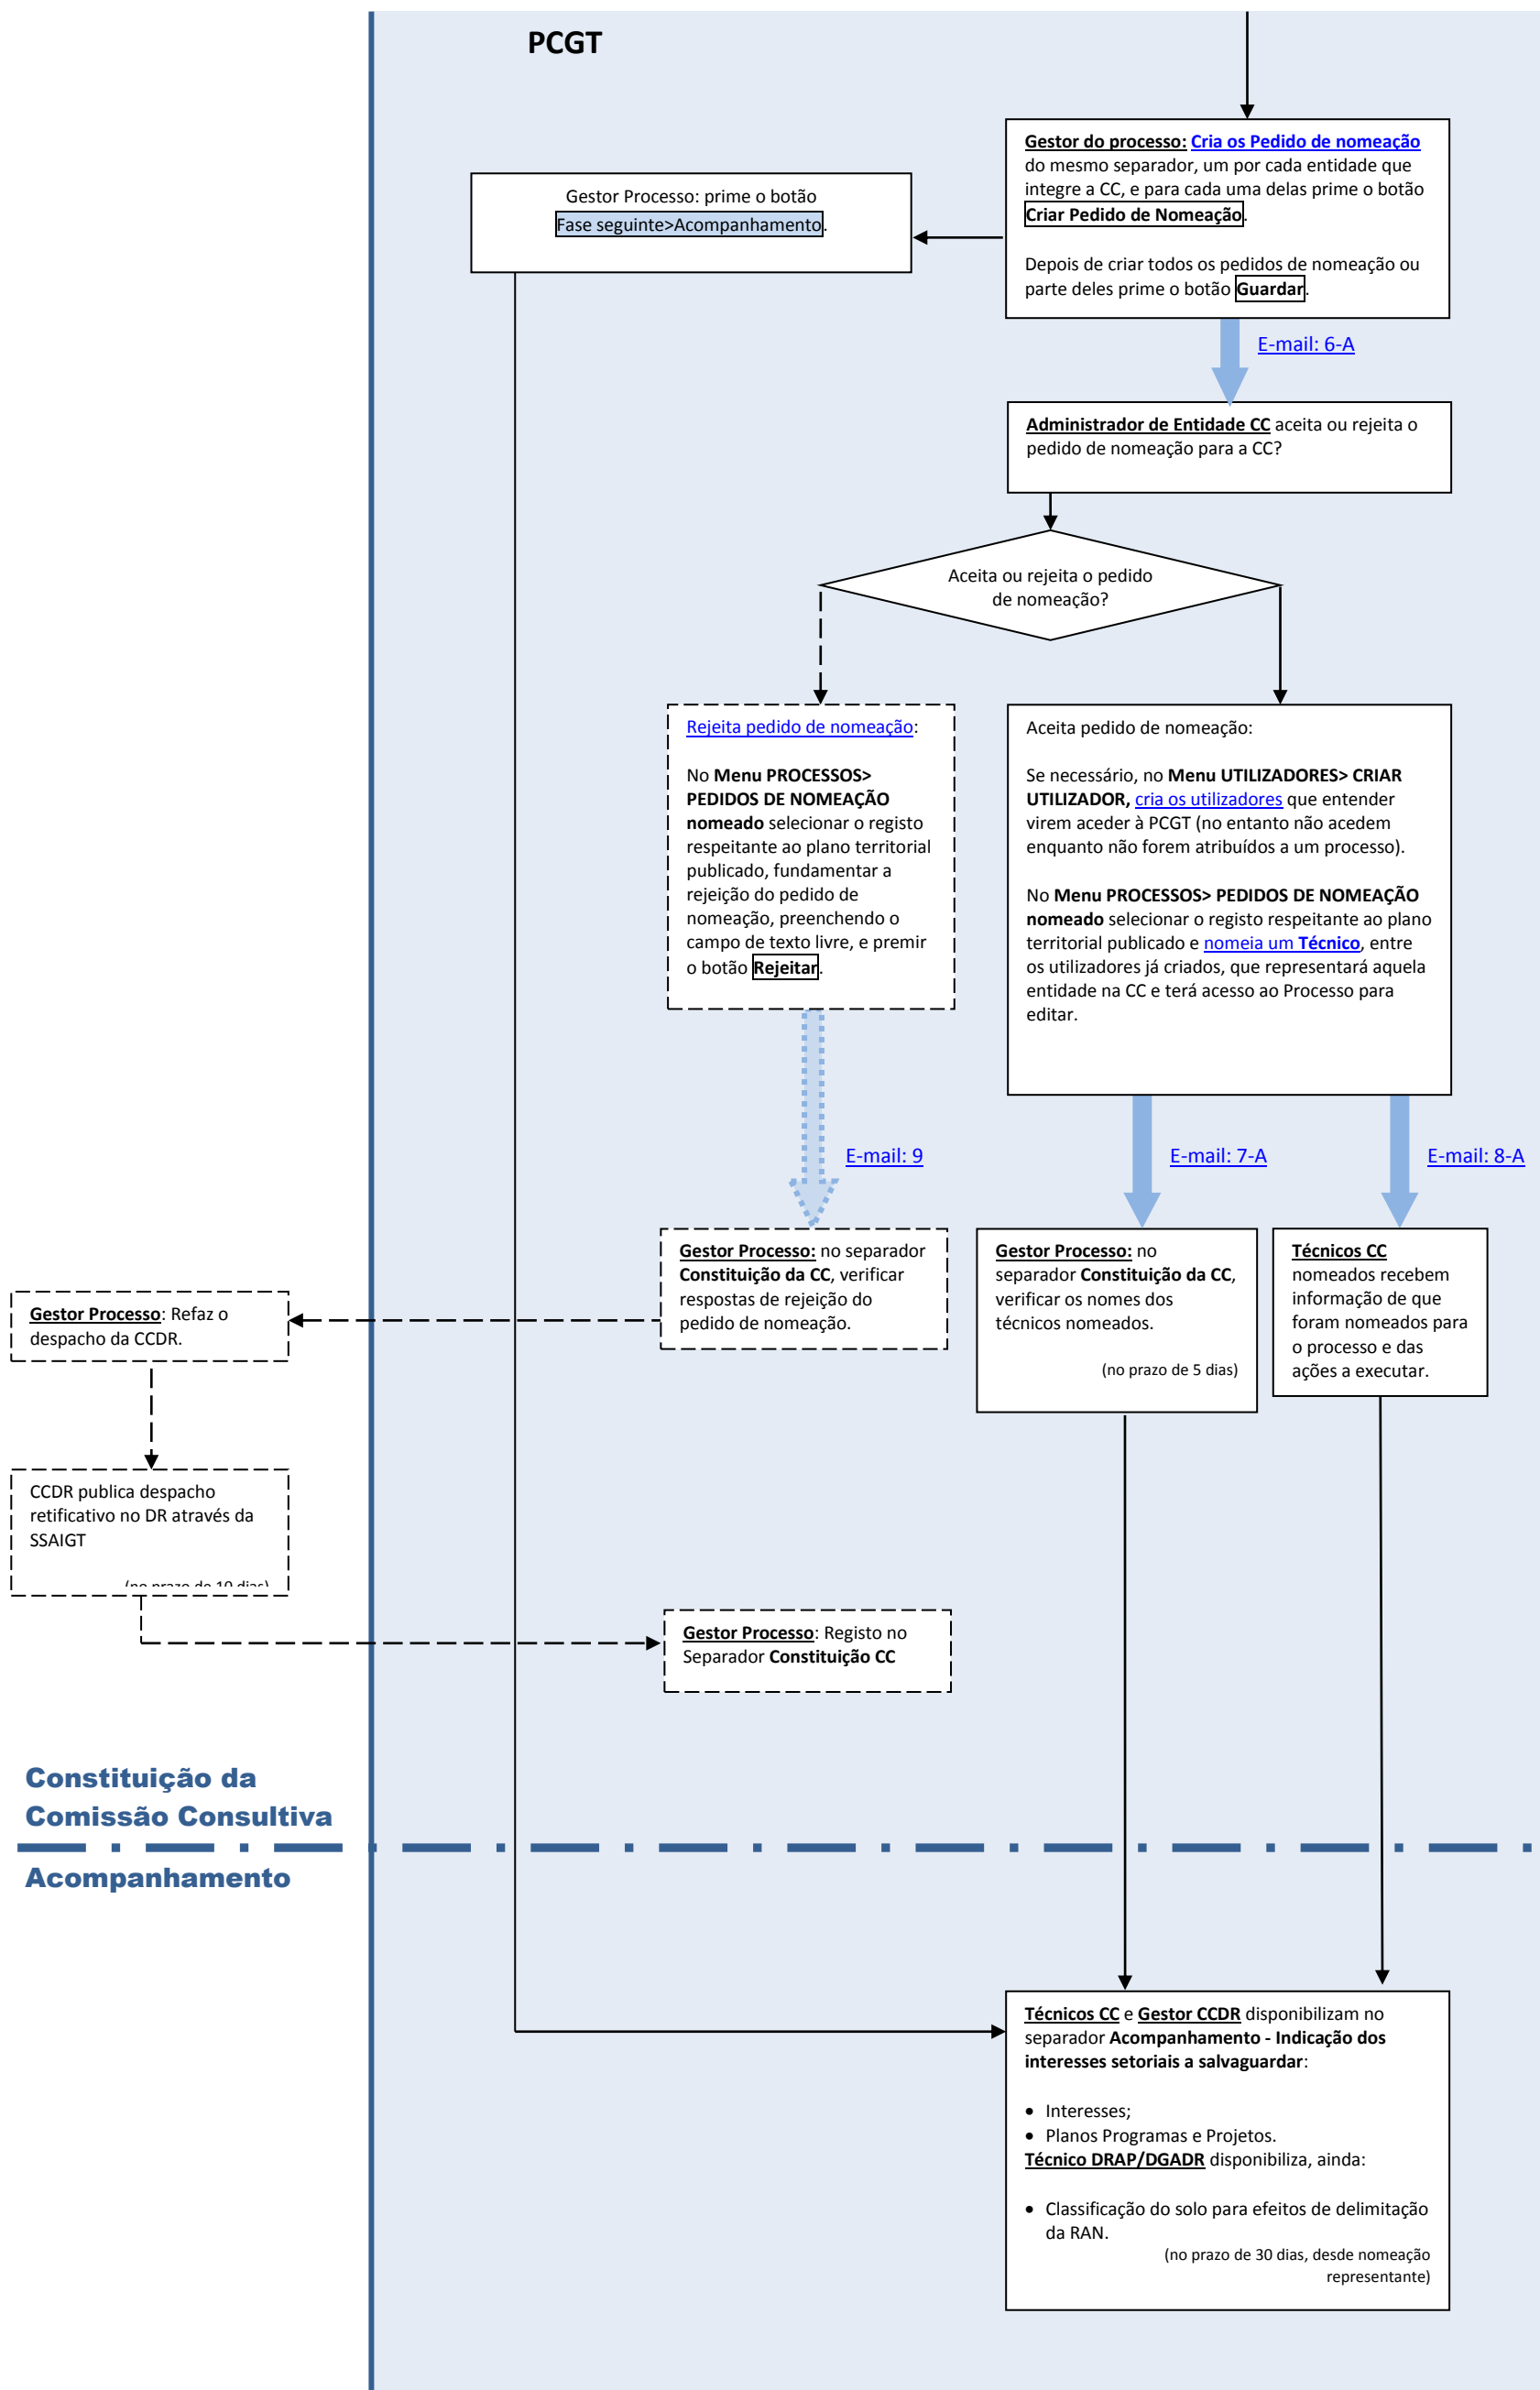 PCGT
Gestor do processo: Cria os Pedido de nomeação
do mesmo separador, um por cada entidade que
integre a CC, e para cada uma delas prime o botão
Criar Pedido de Nomeação.
Depois de criar todos os pedidos de nomeação ou
parte deles prime o botão Guardar.
Gestor Processo: prime o botão
Fase seguinte>Acompanhamento.
E-mail: 6-A
Administrador de Entidade CC aceita ou rejeita o
pedido de nomeação para a CC?
Aceita ou rejeita o pedido
de nomeação?
Rejeita pedido de nomeação:
No Menu PROCESSOS>
PEDIDOS DE NOMEAÇÃO
nomeado selecionar o registo
respeitante ao plano territorial
publicado, fundamentar a
rejeição do pedido de
nomeação, preenchendo o
campo de texto livre, e premir
o botão Rejeitar.
Aceita pedido de nomeação:
Se necessário, no Menu UTILIZADORES> CRIAR
UTILIZADOR, cria os utilizadores que entender
virem aceder à PCGT (no entanto não acedem
enquanto não forem atribuídos a um processo).
No Menu PROCESSOS> PEDIDOS DE NOMEAÇÃO
nomeado selecionar o registo respeitante ao plano
territorial publicado e nomeia um Técnico, entre
os utilizadores já criados, que representará aquela
entidade na CC e terá acesso ao Processo para
editar.
E-mail: 9
E-mail: 7-A
E-mail: 8-A
Gestor Processo: no separador
Constituição da CC, verificar
respostas de rejeição do
pedido de nomeação.
Gestor Processo: no
separador Constituição da CC,
verificar os nomes dos
técnicos nomeados.
(no prazo de 5 dias)
Técnicos CC
nomeados recebem
informação de que
foram nomeados para
o processo e das
ações a executar.
Gestor Processo: Refaz o
despacho da CCDR.
CCDR publica despacho
retificativo no DR através da
SSAIGT
(no prazo de 10 dias)
Gestor Processo: Registo no
Separador Constituição CC
Constituição da
Comissão Consultiva
Acompanhamento
Técnicos CC e Gestor CCDR disponibilizam no
separador Acompanhamento - Indicação dos
interesses setoriais a salvaguardar:
• Interesses;
• Planos Programas e Projetos.
Técnico DRAP/DGADR disponibiliza, ainda:
• Classificação do solo para efeitos de delimitação
da RAN.
(no prazo de 30 dias, desde nomeação
representante)